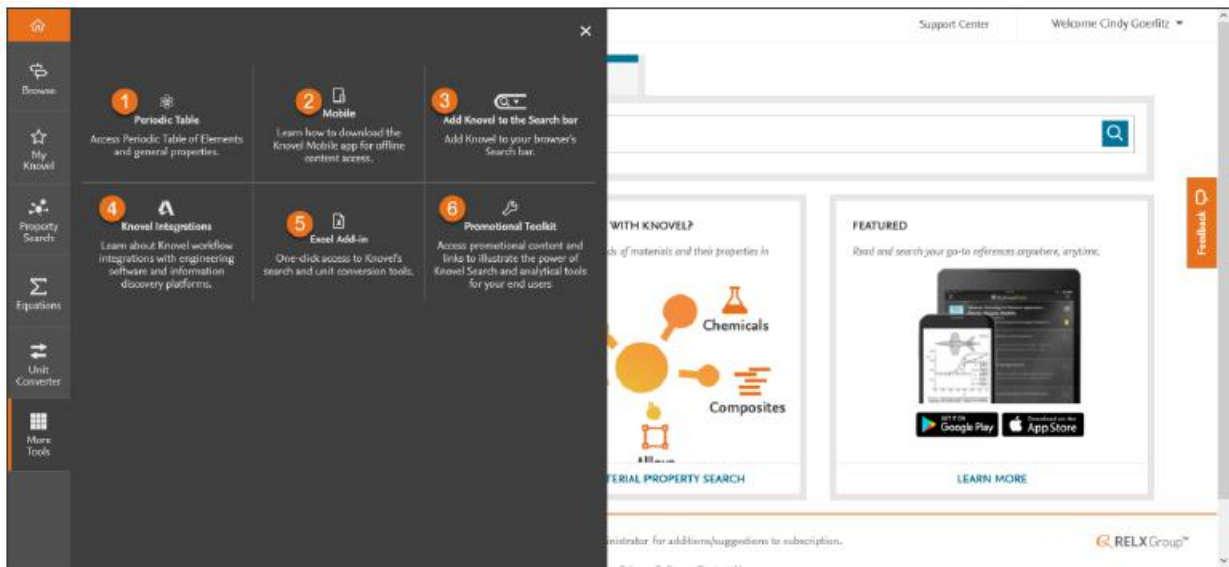 Browse
My
Knovel
Property
Search
Equations
Unit
Converter
More
Tools
1
Periodic Table
Access Periodic Table of Elements
and general properties.
2
Mobile
Learn how to download the
Knovel Mobile app for offline
content access.
3
Add Knovel to the Search bar
Add Knovel to your browser's
Search bar.
4
Knovel Integrations
Learn about Knovel workflow
integrations with engineering
software and information
discovery platforms.
5
Excel Add-in
One-click access to Knovel's
search and unit conversion tools.
6
Promotional Toolkit
Access promotional content and
links to illustrate the power of
Knovel Search and analytical tools
for your end users
Support Center
Welcome Cindy Goerlitz
Feedback
WITH KNOVEL?
of materials and their properties in
Chemicals
Composites
PROPERTY SEARCH
FEATURED
Read and search your go-to references anywhere, anytime.
GET IT ON
Google Play
Download on the
App Store
LEARN MORE
for additions/suggestions to subscription.
RELX Group™